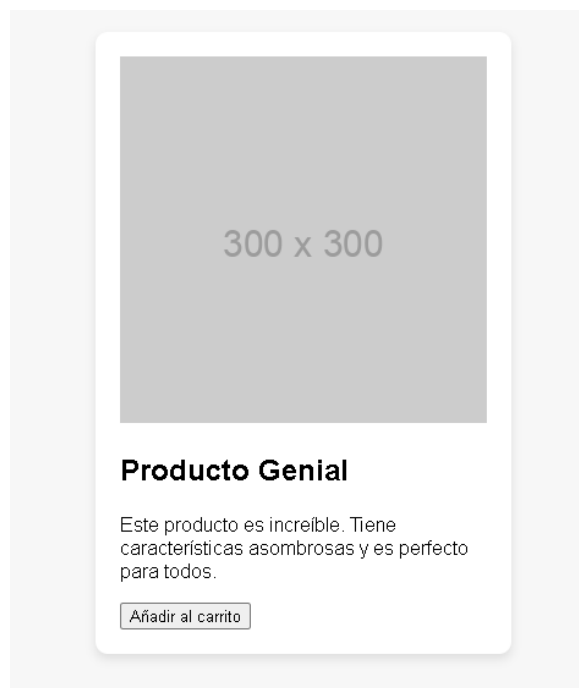 300 x 300
Producto Genial
Este producto es increíble. Tiene
características asombrosas y es perfecto
para todos.
Añadir al carrito